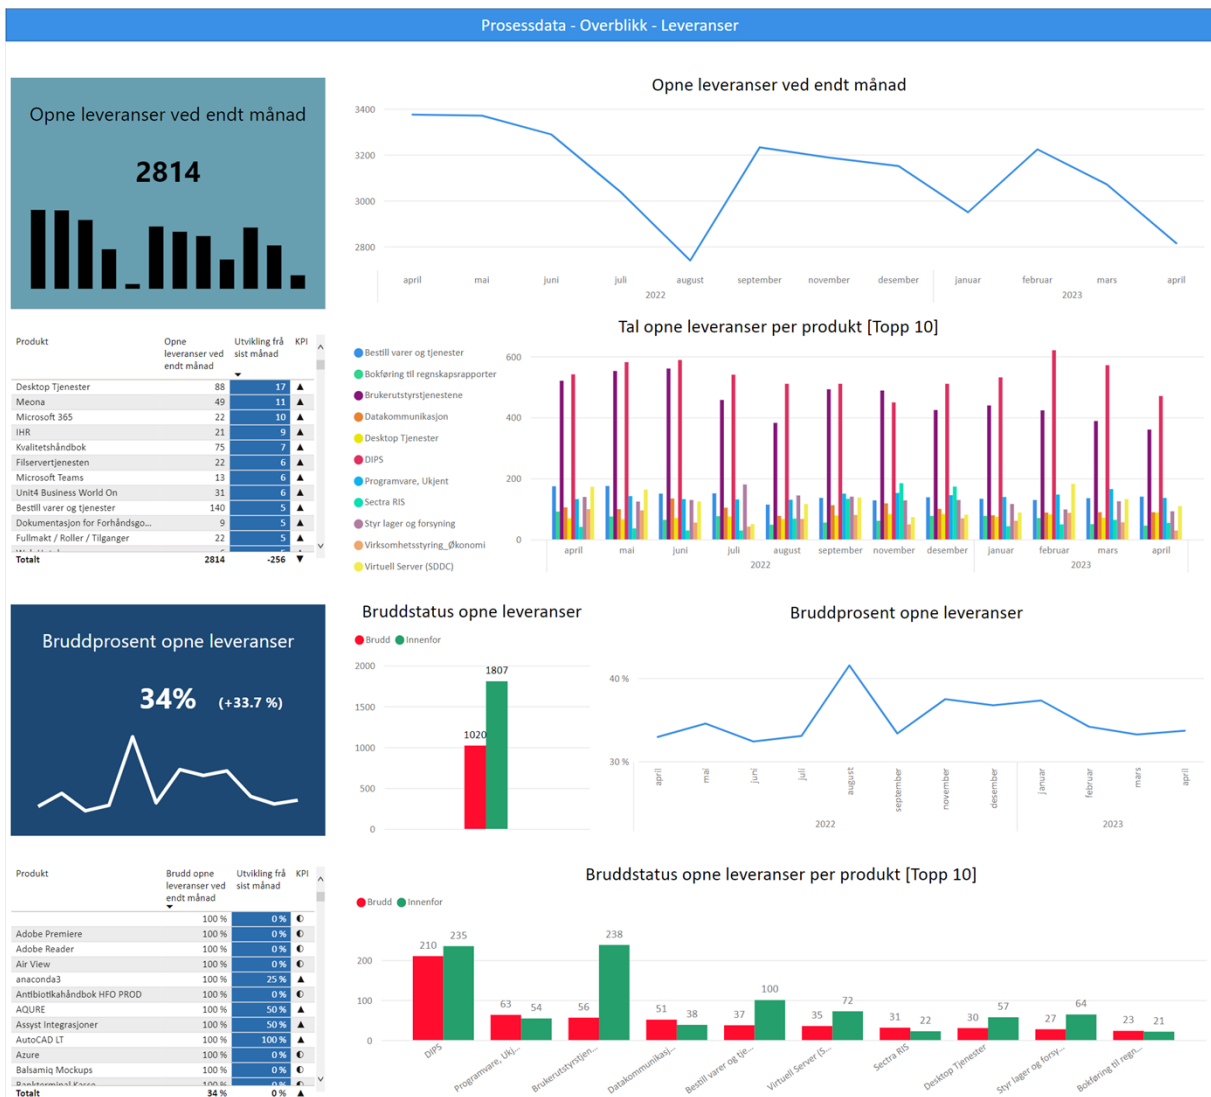 Prosessdata - Overblikk - Leveranser
Opne leveranser ved endt månad
2814
Opne leveranser ved endt månad
3400
3200
3000
2800
april mai juni juli august september november desember januar februar mars april
2022 2023
Produkt Opne leveranser ved endt månad Utvikling frå sist månad KPI
Desktop Tjenester 88 17 ▲
Meona 49 11 ▲
Microsoft 365 22 10 ▲
IHR 21 9 ▲
Kvalitetshåndbok 75 7 ▲
Filservertjenesten 22 6 ▲
Microsoft Teams 13 6 ▲
Unit4 Business World On 31 6 ▲
Bestill varer og tjenester 140 5 ▲
Dokumentasjon for Forhåndsgo... 9 5 ▲
Fullmakt / Roller / Tilganger 22 5 ▲
Totalt 2814 -256 ▼
Tal opne leveranser per produkt [Topp 10]
Bestill varer og tjenester
Bokføring til regnskapsrapporter
Brukerutstyrstjenestene
Datakommunikasjon
Desktop Tjenester
DIPS
Programvare, Ukjent
Sectra RIS
Styr lager og forsyning
Virksomhetsstyring_Økonomi
Virtuell Server (SDDC)
600
400
200
0
april mai juni juli august september november desember januar februar mars april
2022 2023
Bruddprosent opne leveranser
34% (+33.7 %)
Bruddstatus opne leveranser
Brudd Innenfor
2000
1500
1000
500
0
1020 1807
Bruddprosent opne leveranser
40 %
30 %
april mai juni juli august september november desember januar februar mars april
2022 2023
Produkt Brudd opne leveranser ved endt månad Utvikling frå sist månad KPI
100 % 0 %
Adobe Premiere 100 % 0 %
Adobe Reader 100 % 0 %
Air View 100 % 0 %
anaconda3 100 % 25 % ▲
Antibiotikahåndbok HFO PROD 100 % 0 %
AQURE 100 % 50 % ▲
Assyst Integrasjoner 100 % 50 % ▲
AutoCAD LT 100 % 100 % ▲
Azure 100 % 0 %
Balsamiq Mockups 100 % 0 %
Bankterminal Kasse 100 % 0 %
Totalt 34 % 0 % ▲
Bruddstatus opne leveranser per produkt [Topp 10]
Brudd Innenfor
200
100
0
210 235 63 54 56 238 51 38 37 100 35 72 31 22 30 57 27 64 23 21
DIPS
Programvare, Ukj...
Brukerutstyrstjen...
Datakommunikasj...
Bestill varer og tje...
Virtuell Server (S...
Sectra RIS
Desktop Tjenester
Styr lager og forsy...
Bokføring til regn...